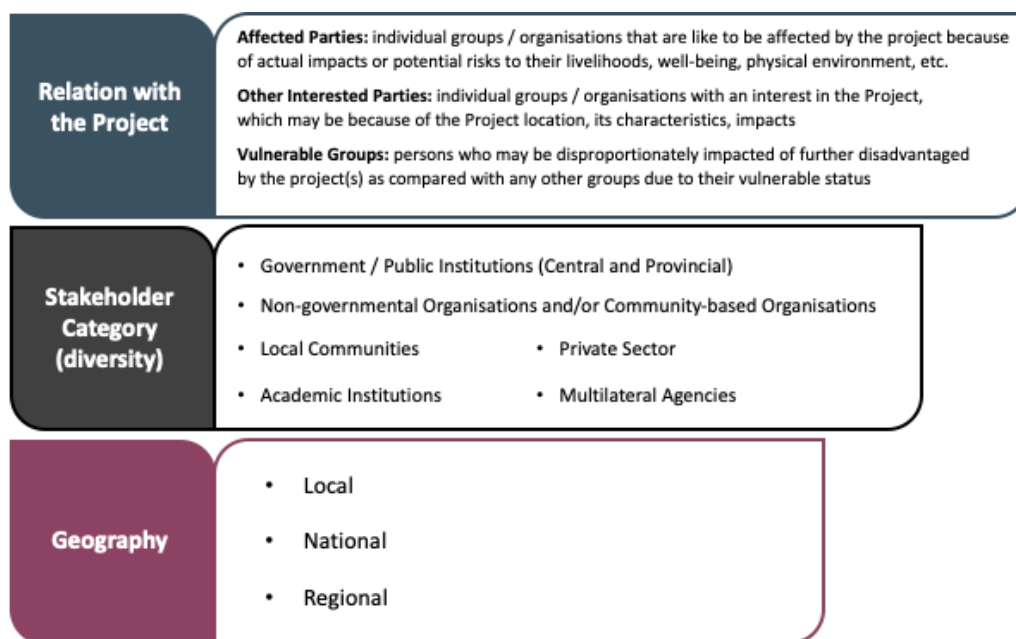 Relation with
the Project
Affected Parties: individual groups / organisations that are like to be affected by the project because
of actual impacts or potential risks to their livelihoods, well-being, physical environment, etc.
Other Interested Parties: individual groups / organisations with an interest in the Project,
which may be because of the Project location, its characteristics, impacts
Vulnerable Groups: persons who may be disproportionately impacted of further disadvantaged
by the project(s) as compared with any other groups due to their vulnerable status
Stakeholder
Category
(diversity)
• Government / Public Institutions (Central and Provincial)
• Non-governmental Organisations and/or Community-based Organisations
• Local Communities
• Private Sector
• Academic Institutions
• Multilateral Agencies
Geography
• Local
• National
• Regional